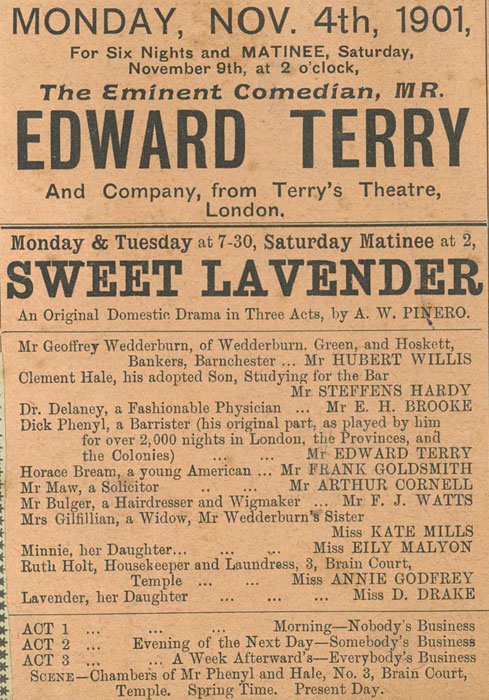 MONDAY, NOV. 4th, 1901,
For Six Nights and MATINEE, Saturday,
November 9th, at 2 o'clock,
The Eminent Comedian, MR.
EDWARD TERRY
And Company, from Terry's Theatre,
London.
Monday & Tuesday at 7-30, Saturday Matinee at 2,
SWEET LAVENDER
An Original Domestic Drama in Three Acts, by A. W. PINERO.
Mr Geoffrey Wedderburn, of Wedderburn. Green, and Hoskett,
Bankers, Barnchester ... Mr HUBERT WILLIS
Clement Hale, his adopted Son, Studying for the Bar
Mr STEFFENS HARDY
Dr. Delaney, a Fashionable Physician ... Mr E. H. BROOKE
Dick Phenyl, a Barrister (his original part, as played by him
for over 2,000 nights in London, the Provinces, and
the Colonies) ... ... Mr EDWARD TERRY
Horace Bream, a young American ... Mr FRANK GOLDSMITH
Mr Maw, a Solicitor .. ... Mr ARTHUR CORNELL
Mr Bulger, a Hairdresser and Wigmaker ... Mr F. J. WATTS
Mrs Gilfillian, a Widow, Mr Wedderburn's Sister
Miss KATE MILLS
Minnie, her Daughter... ... ... Miss EILY MALYON
Ruth Holt, Housekeeper and Laundress, 3, Brain Court,
Temple ... ... Miss ANNIE GODFREY
Lavender, her Daughter ... ... ... Miss D. DRAKE
ACT 1 ... ... ... Morning—Nobody's Business
ACT 2 ... Evening of the Next Day—Somebody's Business
ACT 3 ... ... A Week Afterward's—Everybody's Business
SCENE—Chambers of Mr Phenyl and Hale, No. 3, Brain Court,
Temple. Spring Time. Present Day.